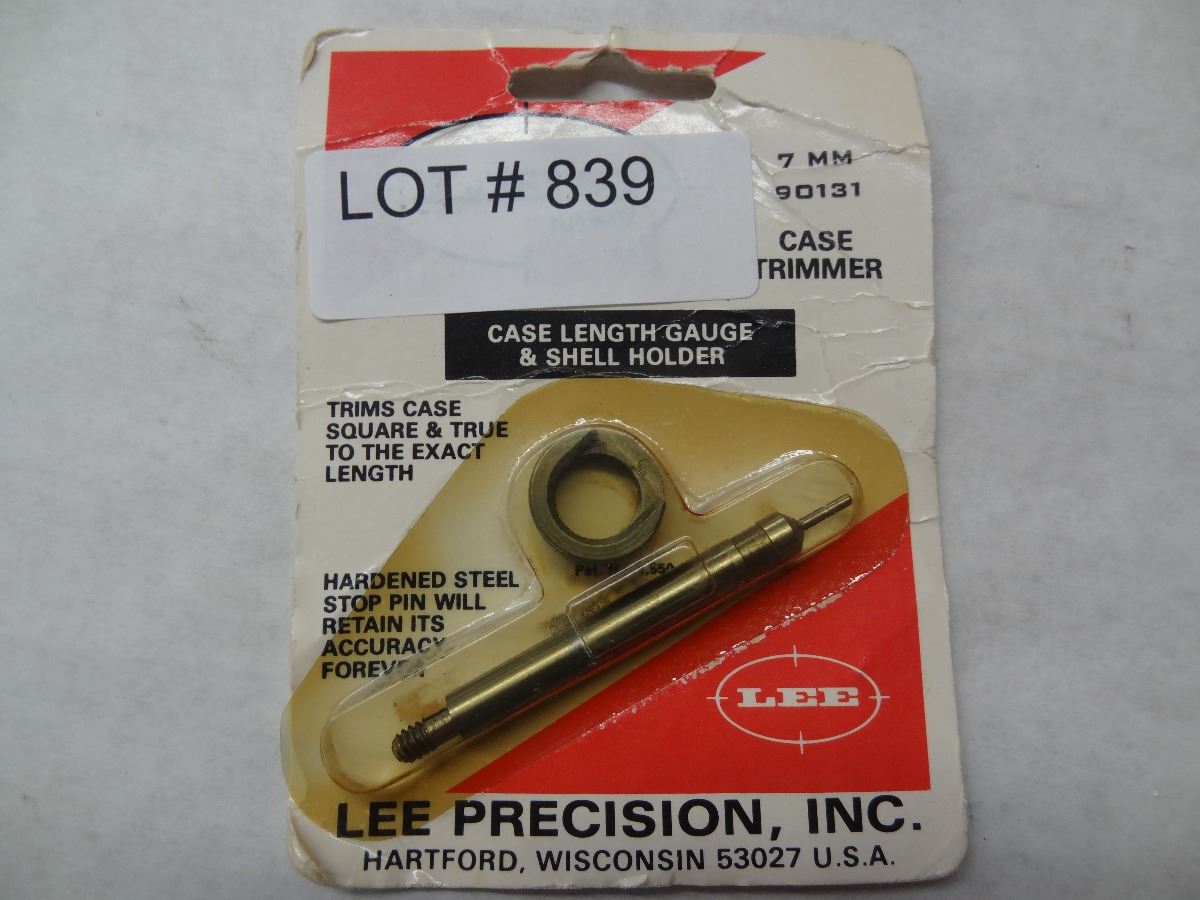 LOT # 839
7 MM
90131
CASE
TRIMMER
CASE LENGTH GAUGE
& SHELL HOLDER
TRIMS CASE
SQUARE & TRUE
TO THE EXACT
LENGTH
HARDENED STEEL
STOP PIN WILL
RETAIN ITS
ACCURACY
FOREVER
Pat.
LEE
LEE PRECISION, INC.
HARTFORD, WISCONSIN 53027 U.S.A.